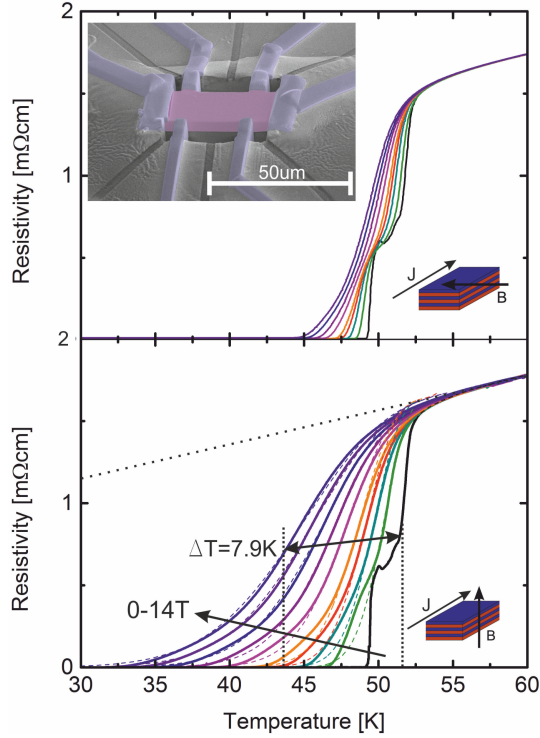 2
50um
1
Resistivity [mΩcm]
J
B
2
1
Resistivity [mΩcm]
ΔT=7.9K
0-14T
J
B
0
30 35 40 45 50 55 60
Temperature [K]